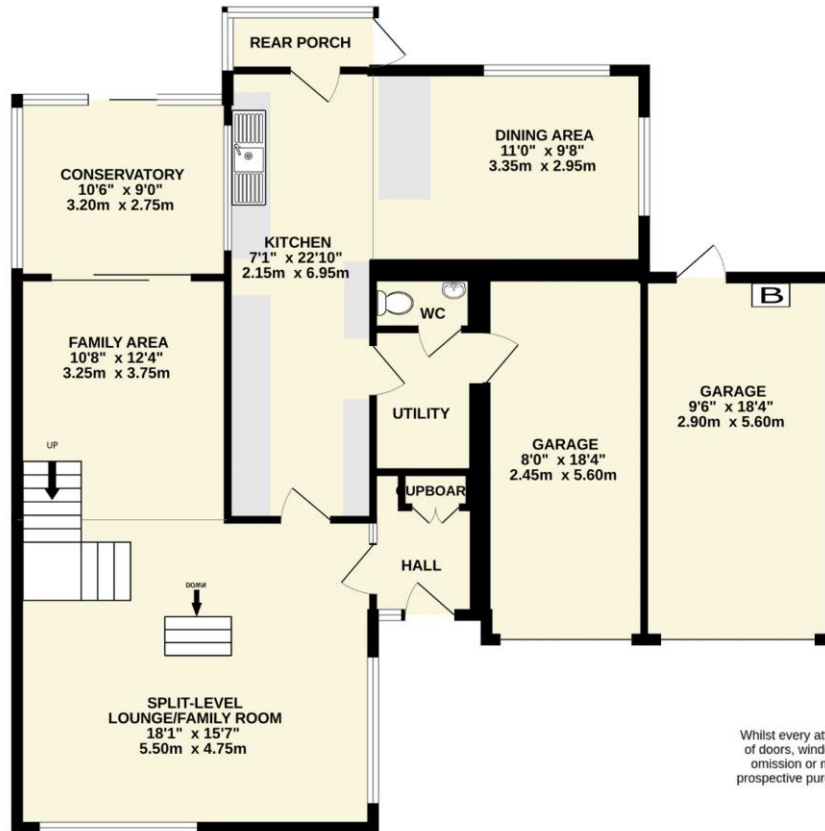 REAR PORCH
CONSERVATORY
10'6" x 9'0"
3.20m x 2.75m
DINING AREA
11'0" x 9'8"
3.35m x 2.95m
KITCHEN
7'1" x 22'10"
2.15m x 6.95m
B
WC
FAMILY AREA
10'8" x 12'4"
3.25m x 3.75m
GARAGE
9'6" x 18'4"
2.90m x 5.60m
UTILITY
GARAGE
8'0" x 18'4"
2.45m x 5.60m
UP
CUPBOAR
HALL
DOWN
SPLIT-LEVEL
LOUNGE/FAMILY ROOM
18'1" x 15'7"
5.50m x 4.75m
Whilst every at
of doors, wind
omission or m
prospective pur